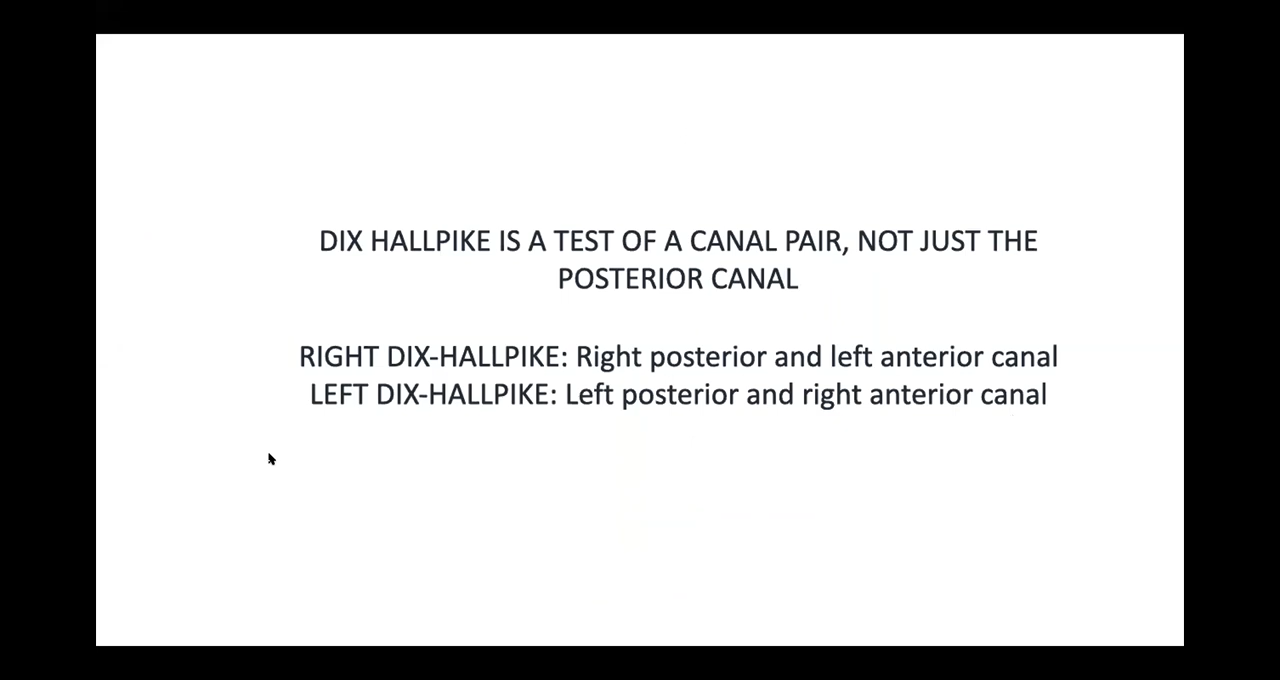 DIX HALLPIKE IS A TEST OF A CANAL PAIR, NOT JUST THE
POSTERIOR CANAL
RIGHT DIX-HALLPIKE: Right posterior and left anterior canal
LEFT DIX-HALLPIKE: Left posterior and right anterior canal